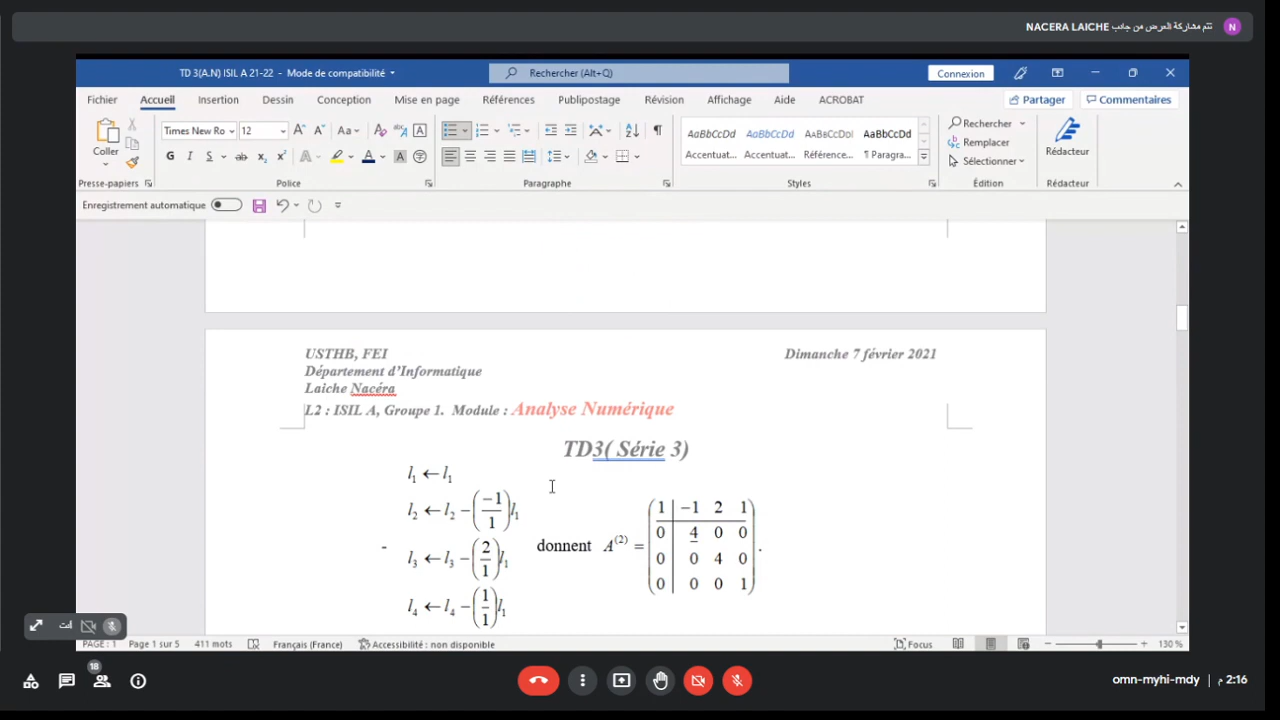 تتم مشاركة العرض من جانب NACERA LAICHE
N
TD 3(A.N) ISIL A 21-22 - Mode de compatibilité
Rechercher (Alt+Q)
Connexion
Fichier Accueil Insertion Dessin Conception Mise en page Références Publipostage Révision Affichage Aide ACROBAT
Partager Commentaires
Coller
Times New Ro 12
G I S
AaBbCcDd AaBbCcDd AaBbCcDd AaBbCcDd
Accentuat... Accentuat... Référence... ¶ Paragra...
Rechercher
Remplacer
Sélectionner
Rédacteur
Presse-papiers Police Paragraphe Styles Édition Rédacteur
Enregistrement automatique
USTHB, FEI Dimanche 7 février 2021
Département d'Informatique
Laiche Nacéra
L2 : ISIL A, Groupe 1. Module : Analyse Numérique
TD3( Série 3)
l₁ ← l₁
l₂ ← l₂ − (−1/1) l₁
- l₃ ← l₃ − (2/1) l₁
l₄ ← l₄ − (1/1) l₁
donnent A⁽²⁾ =
1 −1 2 1
0 4 0 0
0 0 4 0
0 0 0 1
.
انت
PAGE : 1 Page 1 sur 5 411 mots Français (France) Accessibilité : non disponible Focus 130 %
18
omn-myhi-mdy | 2:16 م